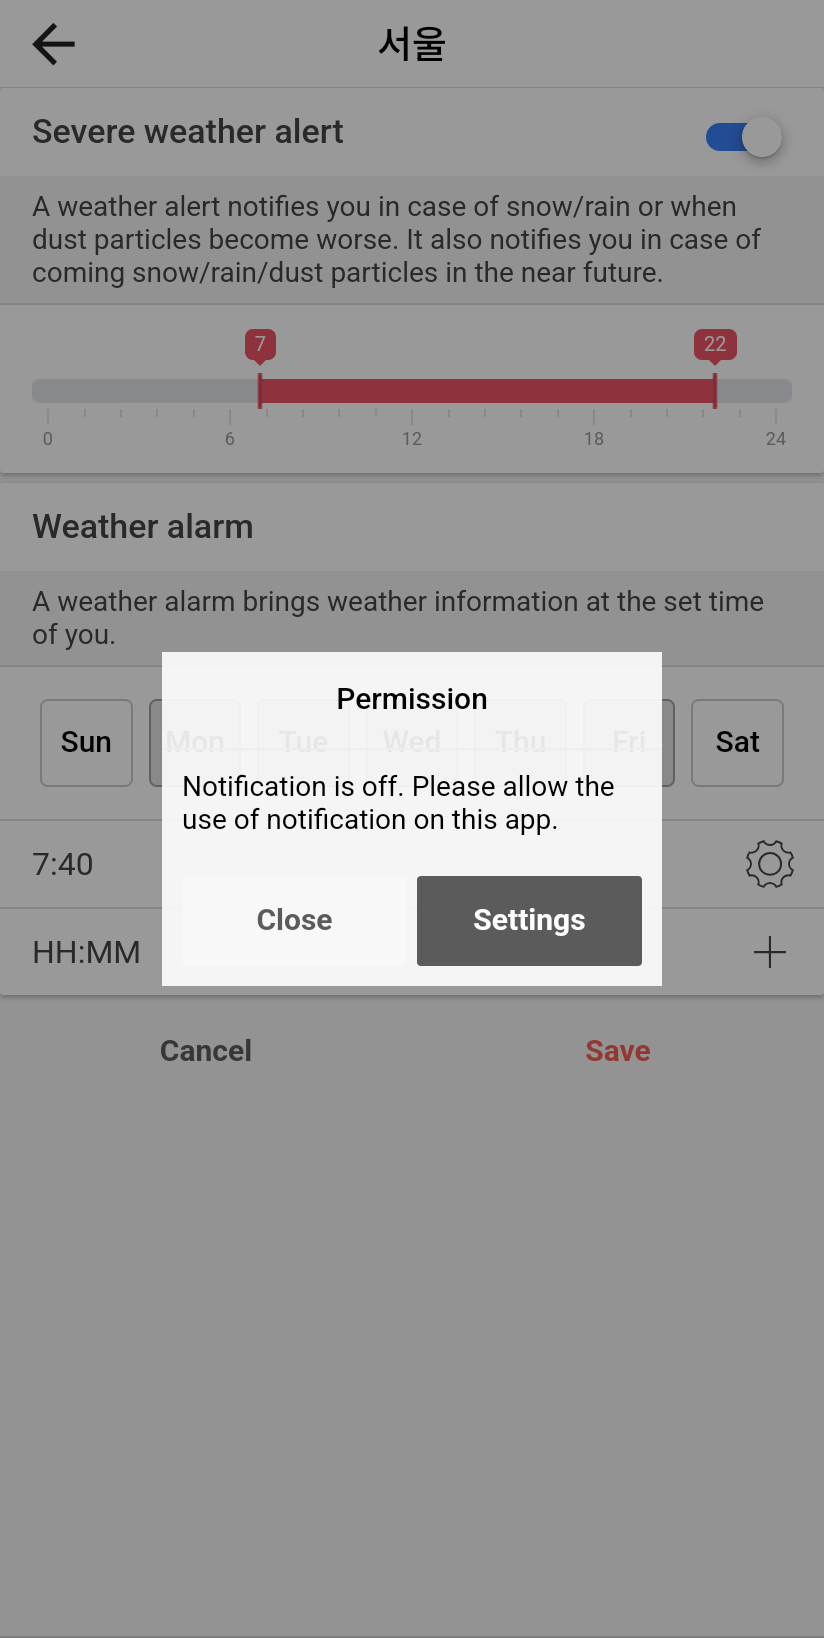 서울
Severe weather alert
A weather alert notifies you in case of snow/rain or when
dust particles become worse. It also notifies you in case of
coming snow/rain/dust particles in the near future.
7 22
0 6 12 18 24
Weather alarm
A weather alarm brings weather information at the set time
of you.
Permission
Sun Mon Tue Wed Thu Fri Sat
Notification is off. Please allow the
use of notification on this app.
7:40
Close Settings
HH:MM
Cancel Save